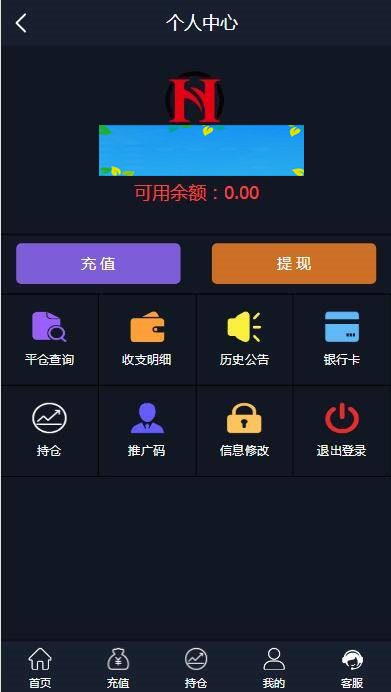 个人中心
可用余额：0.00
充值 提现
平仓查询 收支明细 历史公告 银行卡
持仓 推广码 信息修改 退出登录
首页 充值 持仓 我的 客服